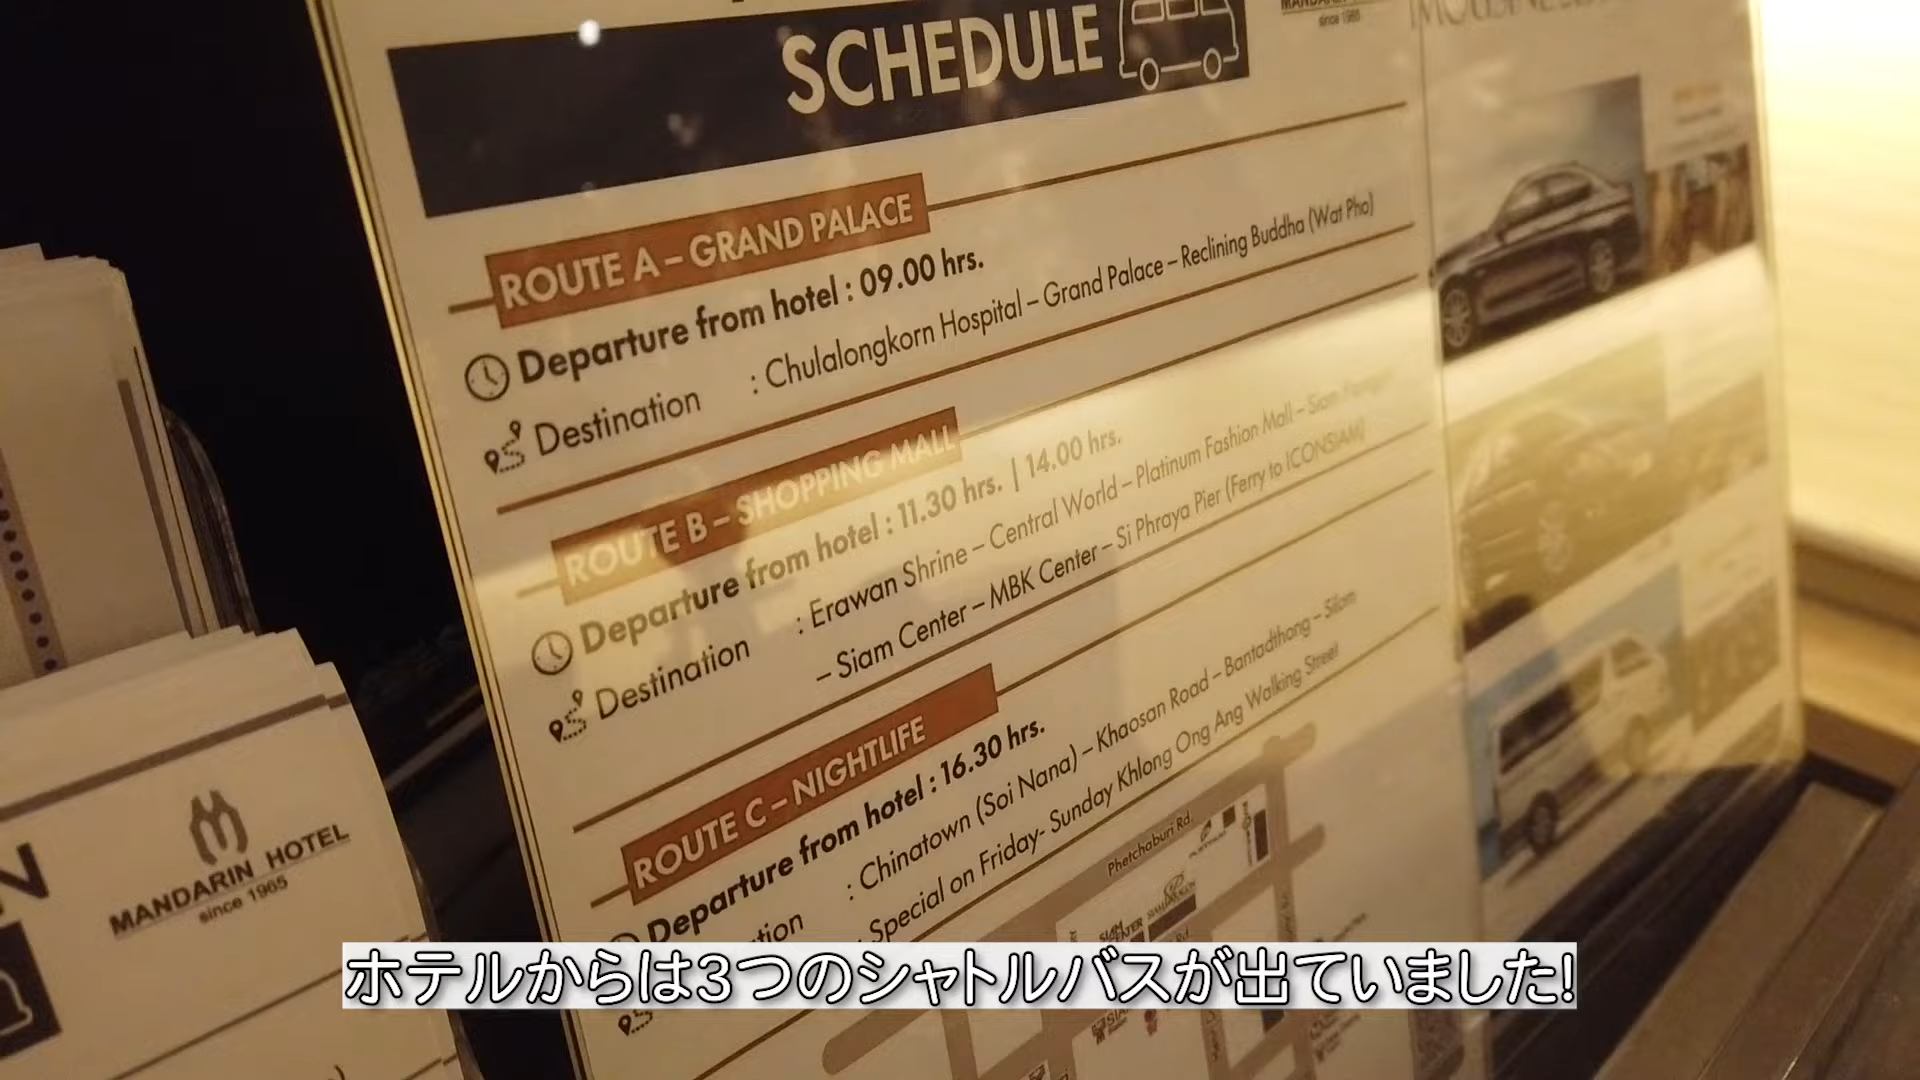 SCHEDULE
since 1965
ROUTE A – GRAND PALACE
Departure from hotel : 09.00 hrs.
Destination : Chulalongkorn Hospital – Grand Palace – Reclining Buddha (Wat Pho)
ROUTE B – SHOPPING MALL
Departure from hotel : 11.30 hrs. | 14.00 hrs.
Destination : Erawan Shrine – Central World – Platinum Fashion Mall – Siam
– Siam Center – MBK Center – Si Phraya Pier (Ferry to ICONSIAM)
ROUTE C – NIGHTLIFE
Departure from hotel : 16.30 hrs.
: Chinatown (Soi Nana) – Khaosan Road – Bantadthong – Silom
Special on Friday- Sunday Khlong Ong Ang Walking Street
Phetchaburi Rd.
MANDARIN HOTEL
since 1965
ホテルからは3つのシャトルバスが出ていました!